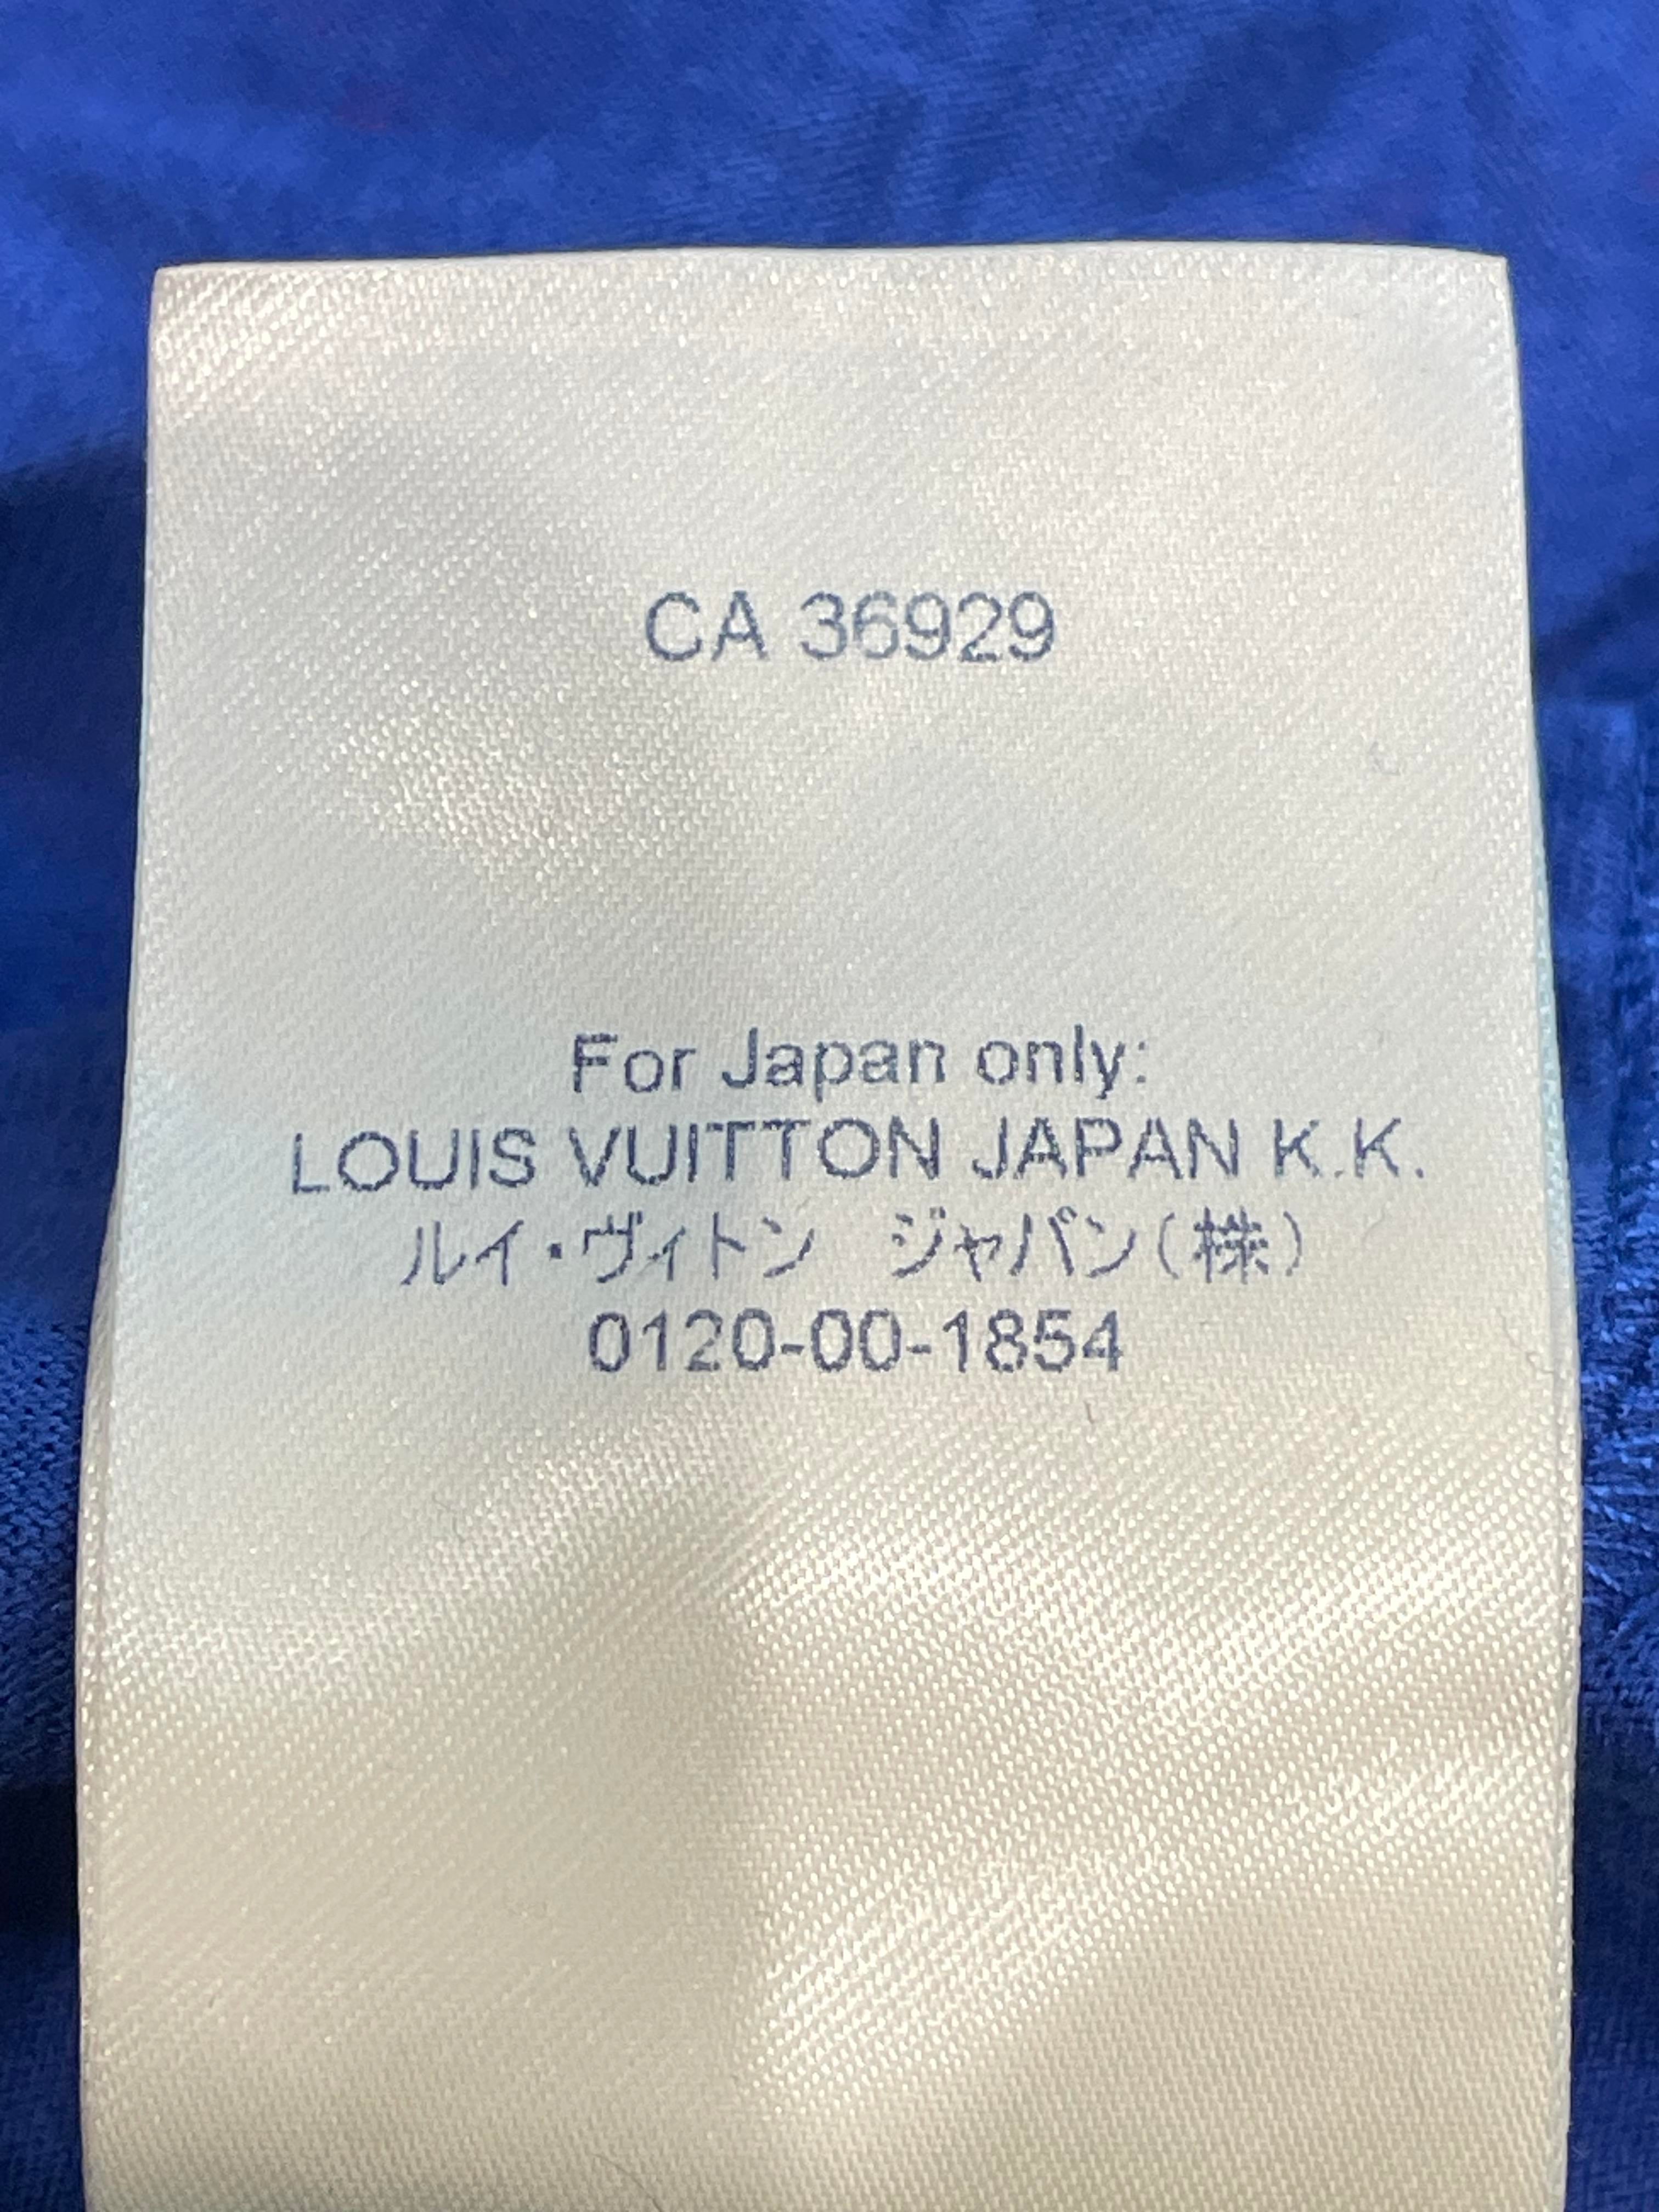 CA 36929
For Japan only:
LOUIS VUITTON JAPAN K.K.
ルイ・ヴィトン　ジャパン(株)
0120-00-1854